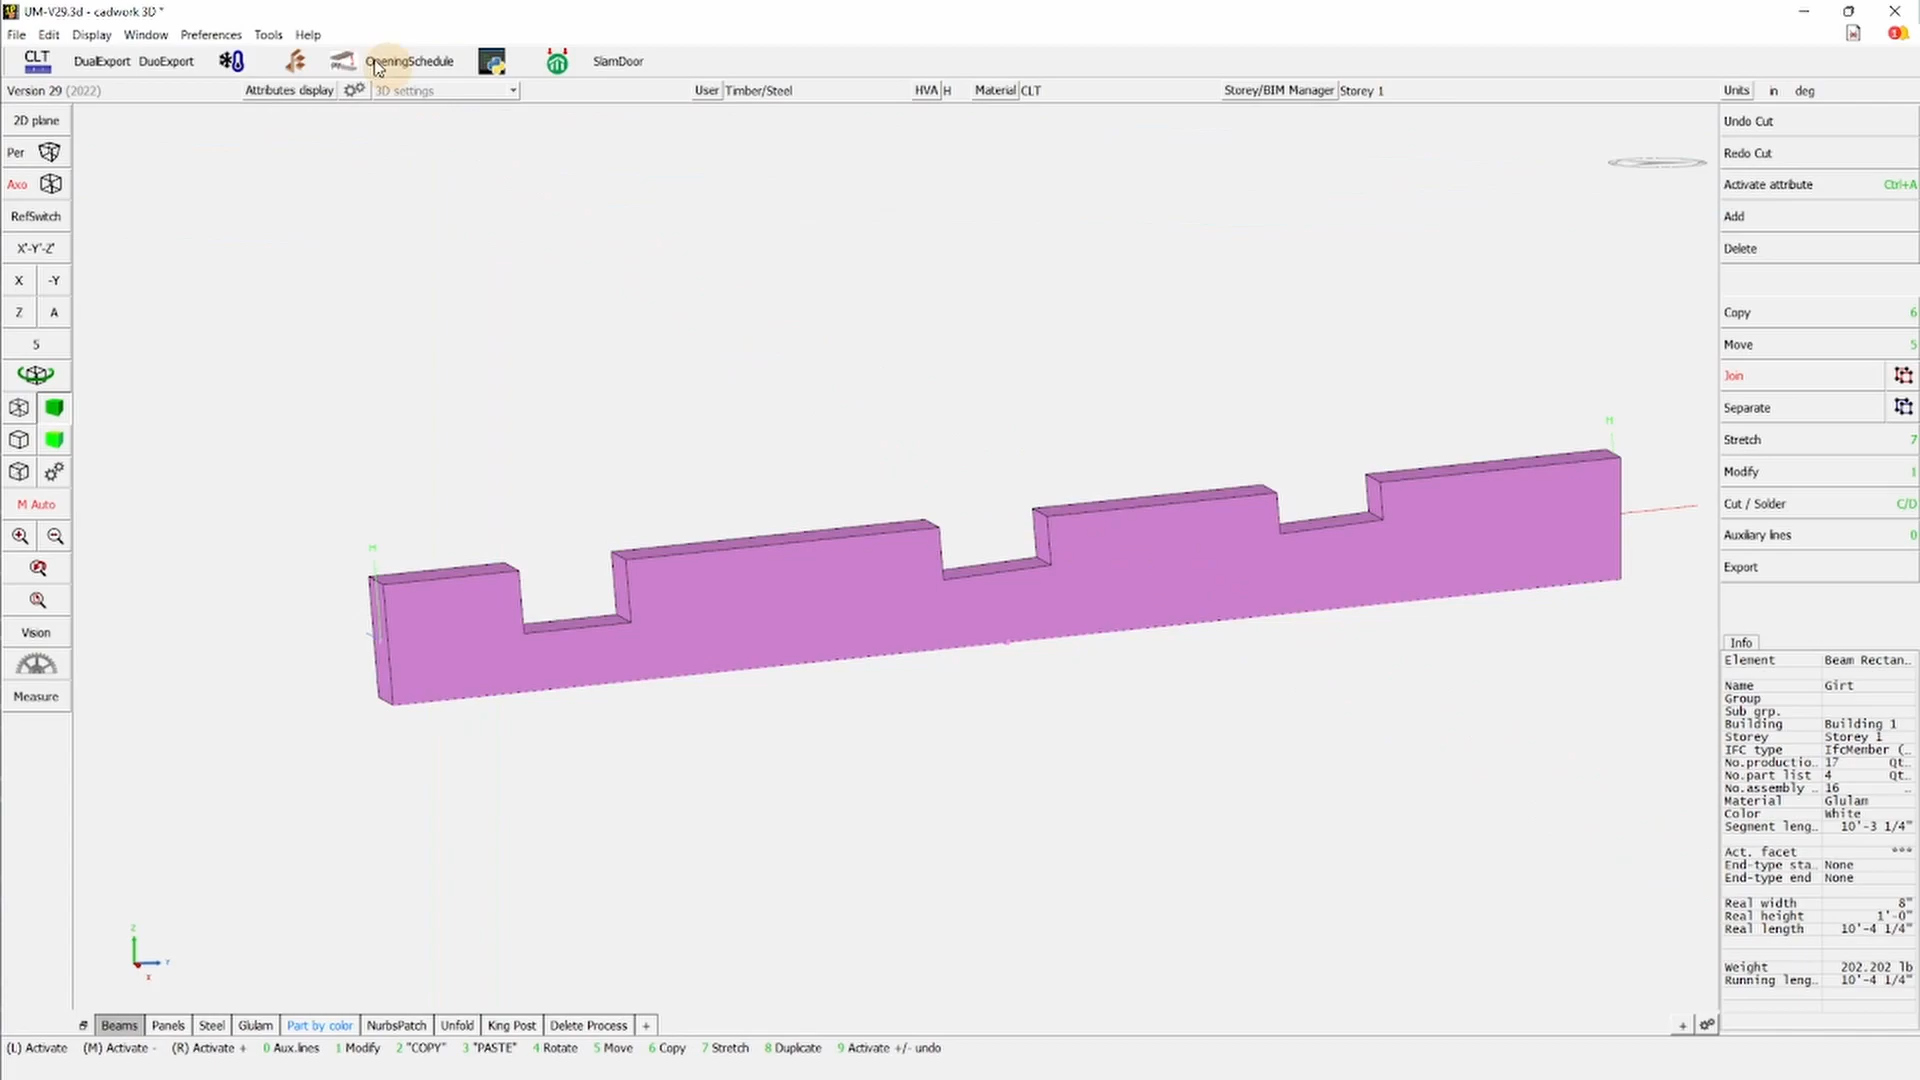 UM-V29.3d - cadwork 3D *
File Edit Display Window Preferences Tools Help
1
CLT DualExport DuoExport OpeningSchedule SlamDoor
Version 29 (2022) Attributes display 3D settings User Timber/Steel HVA H Material CLT Storey/BIM Manager Storey 1 Units in deg
2D plane
Per
Axo
RefSwitch
X'-Y'-Z'
X -Y
Z A
5
M Auto
Vision
Measure
Undo Cut
Redo Cut
Activate attribute Ctrl+A
Add
Delete
Copy 6
Move 5
Join
Separate
Stretch 7
Modify 1
Cut / Solder C/D
Auxiliary lines 0
Export
M
M
Info
Element Beam Rectan..
Name Girt
Group
Sub grp.
Building Building 1
Storey Storey 1
IFC type IfcMember (..
No.productio.. 17 Qt..
No.part list 4 Qt..
No.assembly .. 16 ..
Material Glulam
Color White
Segment leng.. 10'-3 1/4"
Act. facet ***
End-type sta.. None
End-type end None
Real width 8"
Real height 1'-0"
Real length 10'-4 1/4"
Weight 202.202 lb
Running leng.. 10'-4 1/4"
Z
Y
X
Beams Panels Steel Glulam Part by color NurbsPatch Unfold King Post Delete Process + +
(L) Activate (M) Activate - (R) Activate + 0 Aux.lines 1 Modify 2 "COPY" 3 "PASTE" 4 Rotate 5 Move 6 Copy 7 Stretch 8 Duplicate 9 Activate +/- undo